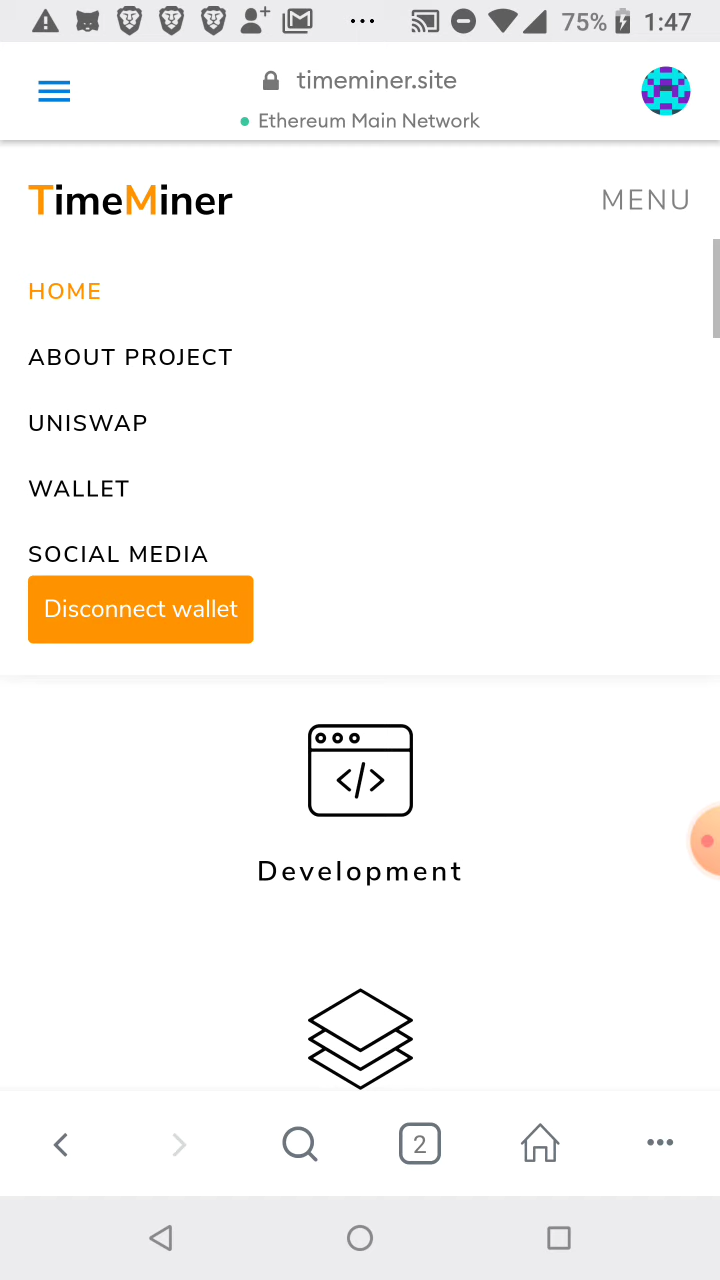 75% 1:47
timeminer.site
Ethereum Main Network
TimeMiner
MENU
HOME
ABOUT PROJECT
UNISWAP
WALLET
SOCIAL MEDIA
Disconnect wallet
</>
Development
2